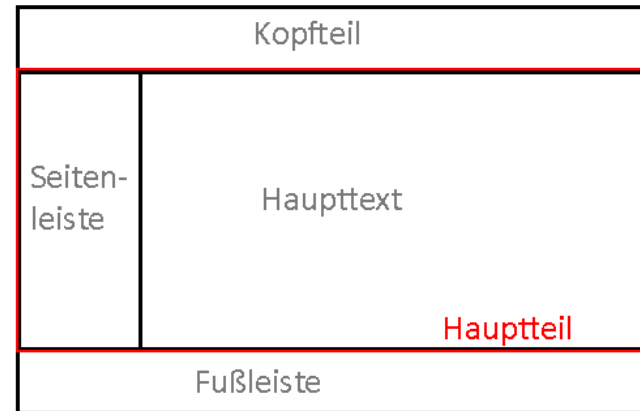 Kopfteil
Seiten-
leiste
Haupttext
Hauptteil
Fußleiste